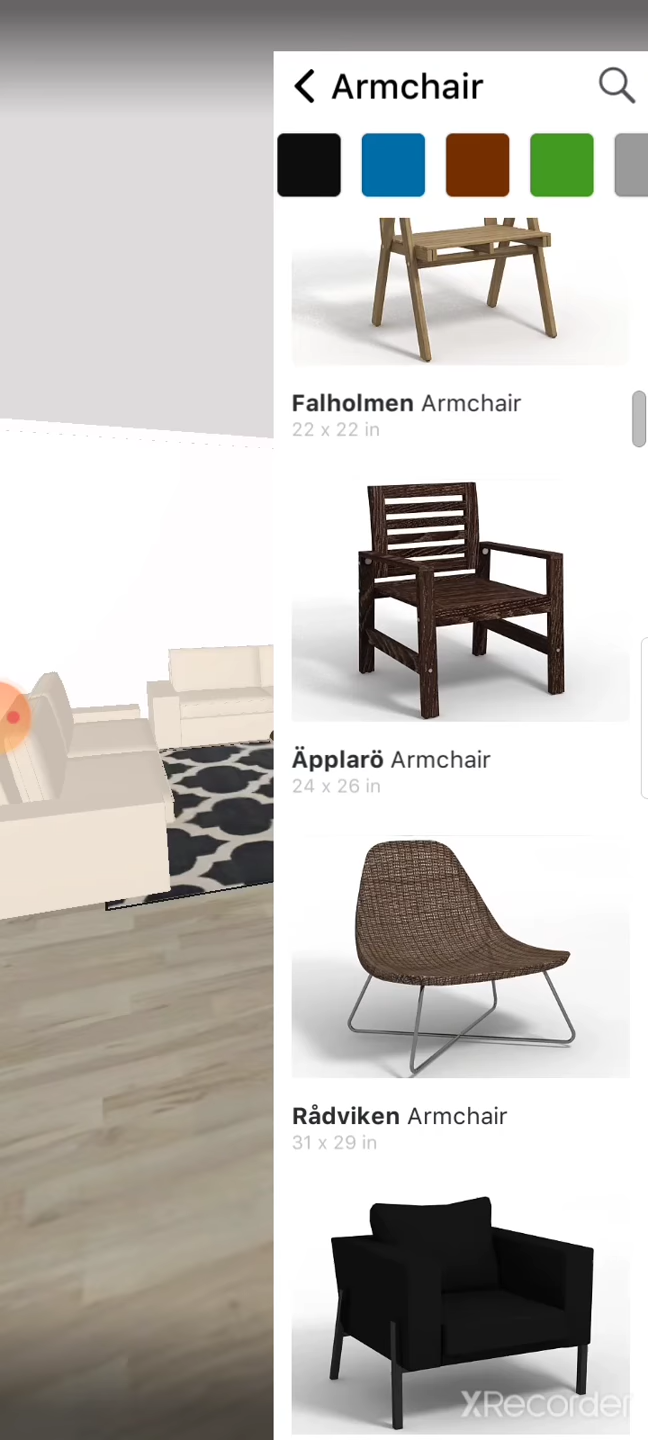 Armchair
Falholmen Armchair
22 x 22 in
Äpplarö Armchair
24 x 26 in
Rådviken Armchair
31 x 29 in
XRecorder